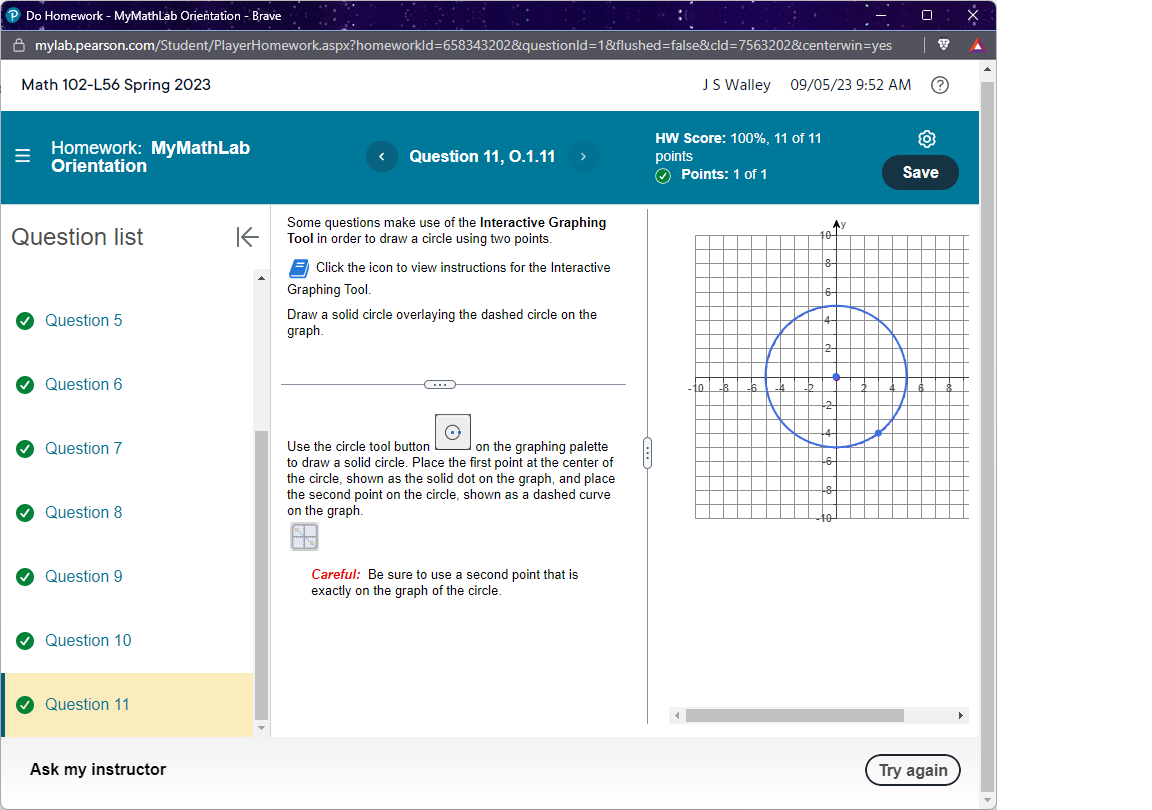 Do Homework - MyMathLab Orientation - Brave
mylab.pearson.com/Student/PlayerHomework.aspx?homeworkId=658343202&questionId=1&flushed=false&cId=7563202&centerwin=yes
Math 102-L56 Spring 2023
J S Walley
09/05/23 9:52 AM
?
Homework: MyMathLab
Orientation
Question 11, O.1.11
HW Score: 100%, 11 of 11
points
Points: 1 of 1
Save
Question list
Question 5
Question 6
Question 7
Question 8
Question 9
Question 10
Question 11
Some questions make use of the Interactive Graphing
Tool in order to draw a circle using two points.
Click the icon to view instructions for the Interactive
Graphing Tool.
Draw a solid circle overlaying the dashed circle on the
graph.
Use the circle tool button on the graphing palette
to draw a solid circle. Place the first point at the center of
the circle, shown as the solid dot on the graph, and place
the second point on the circle, shown as a dashed curve
on the graph.
Careful: Be sure to use a second point that is
exactly on the graph of the circle.
y
10
8
6
4
2
-10 -8 -6 -4 -2 2 4 6 8
-2
-4
-6
-8
-10
Ask my instructor
Try again